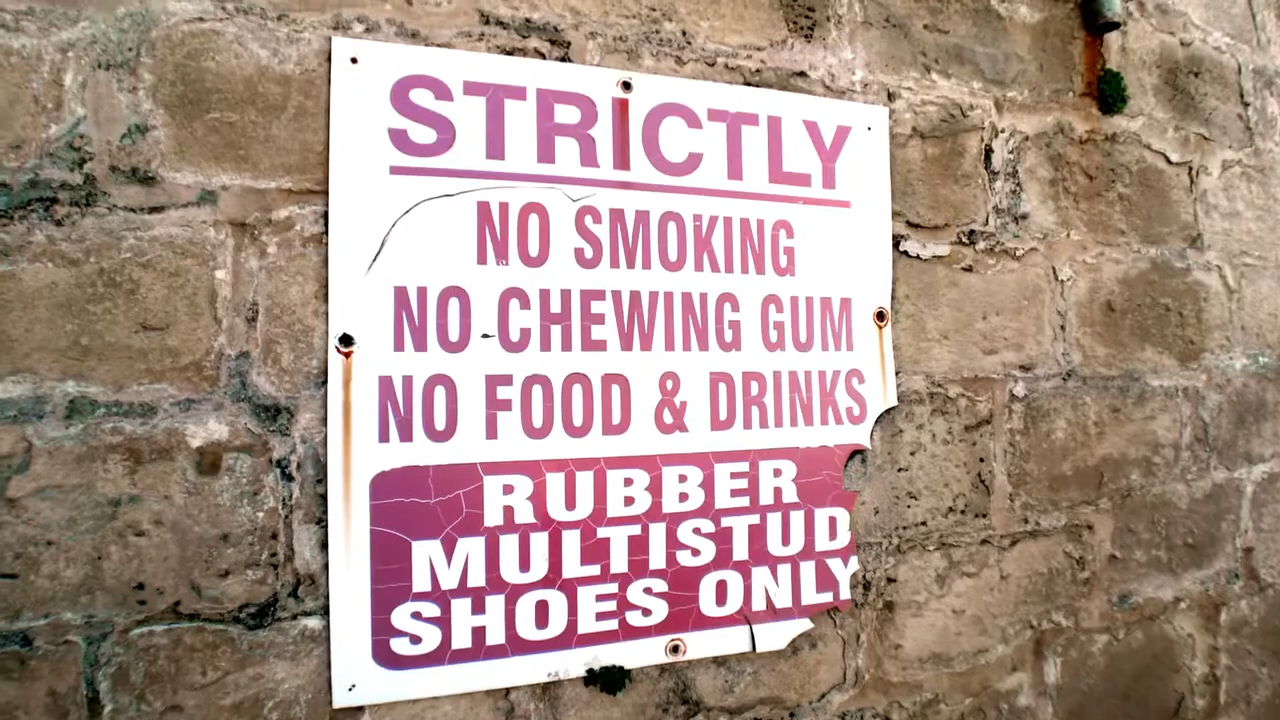 STRICTLY
NO SMOKING
NO CHEWING GUM
NO FOOD & DRINKS
RUBBER
MULTISTUD
SHOES ONLY